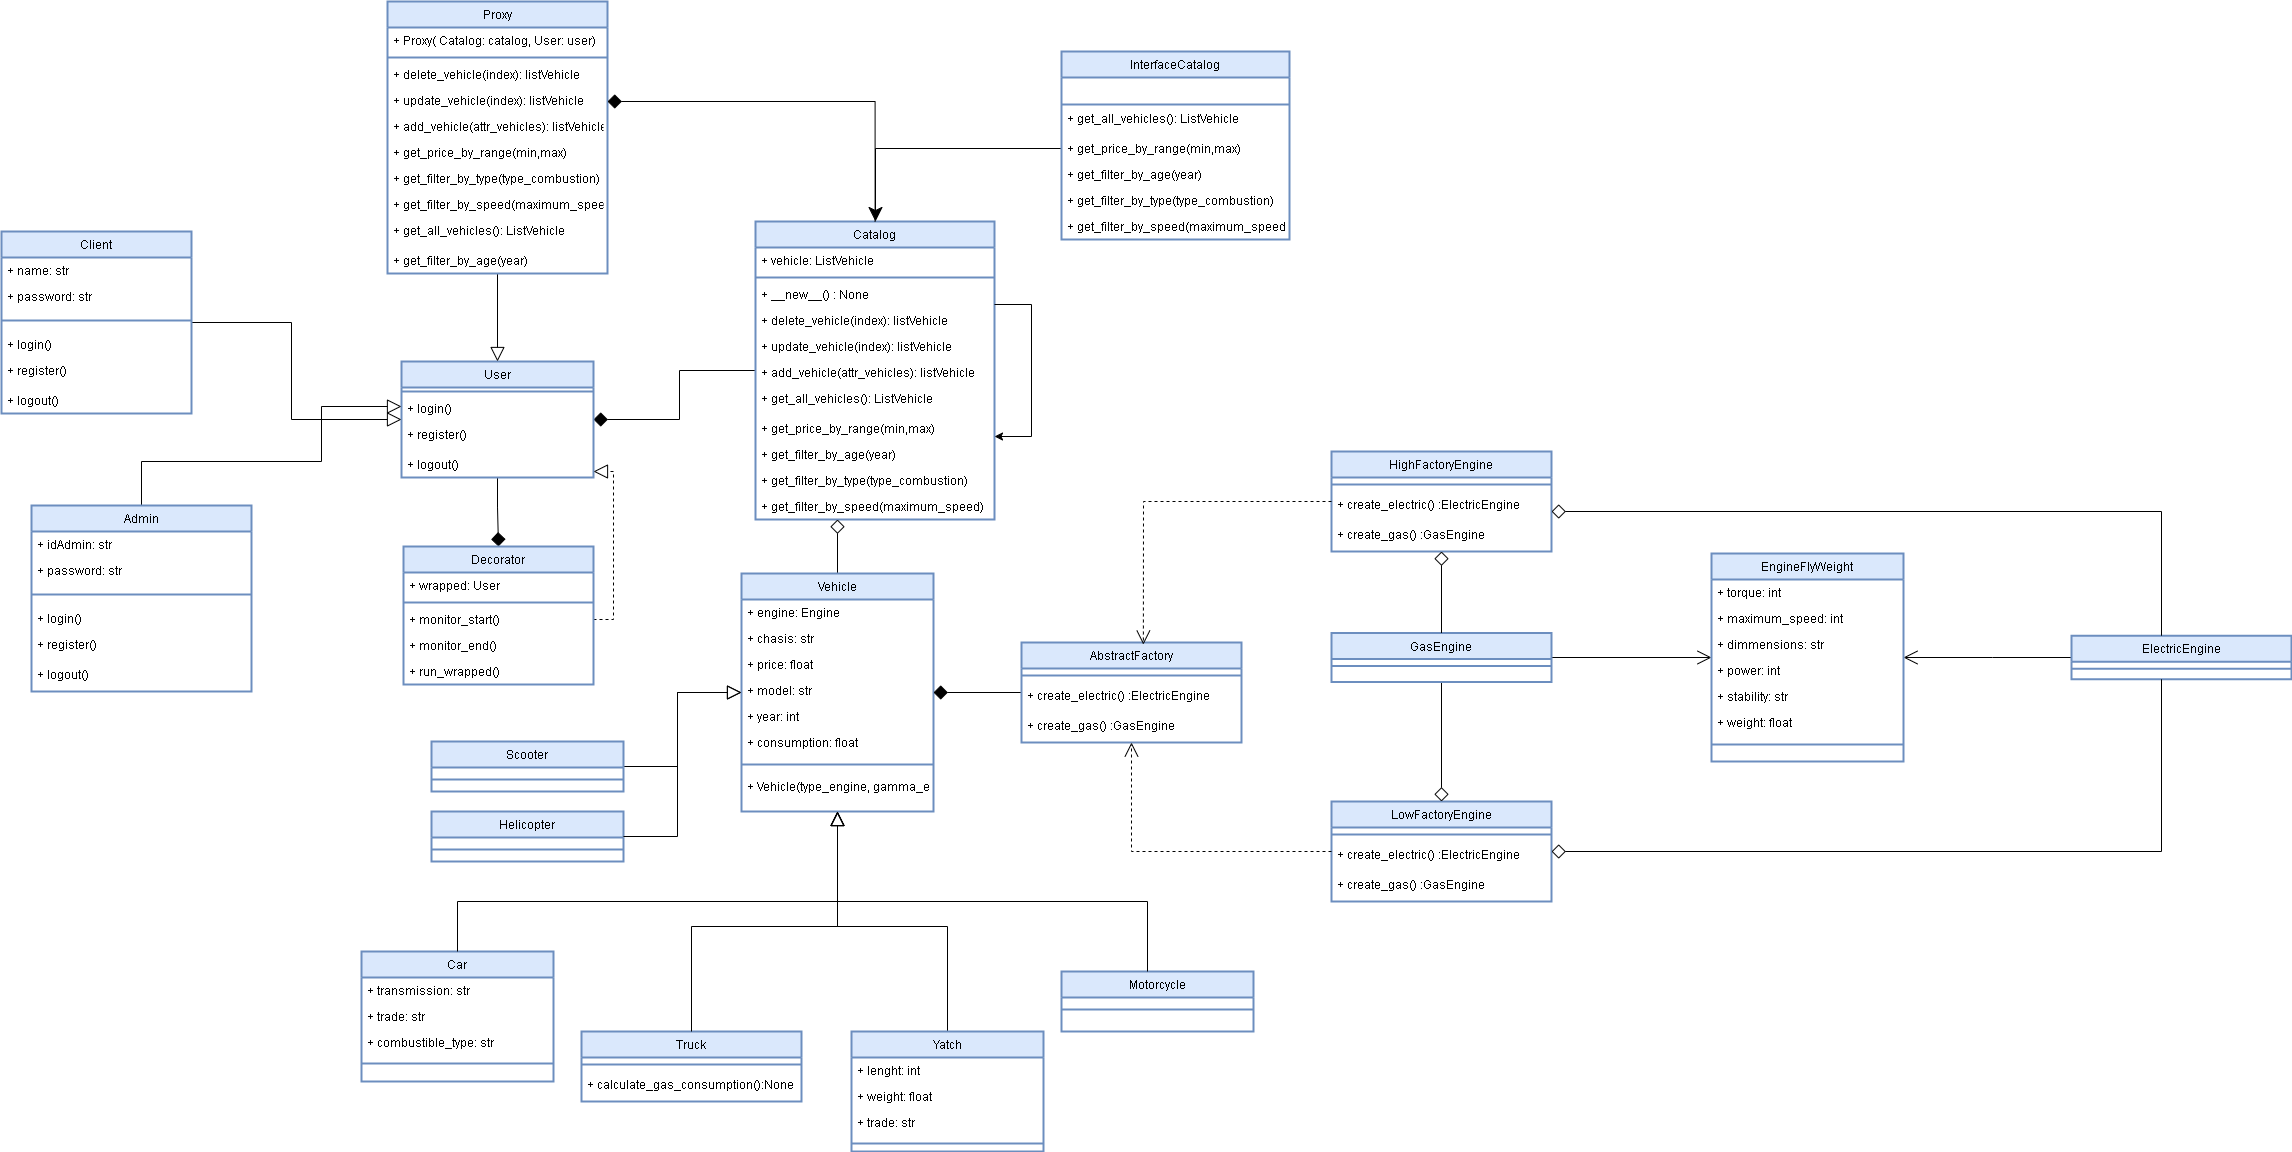 Proxy
+ Proxy( Catalog: catalog, User: user)
+ delete_vehicle(index): listVehicle
+ update_vehicle(index): listVehicle
+ add_vehicle(attr_vehicles): listVehicle
+ get_price_by_range(min,max)
+ get_filter_by_type(type_combustion)
+ get_filter_by_speed(maximum_spee
+ get_all_vehicles(): ListVehicle
+ get_filter_by_age(year)
InterfaceCatalog
+ get_all_vehicles(): ListVehicle
+ get_price_by_range(min,max)
+ get_filter_by_age(year)
+ get_filter_by_type(type_combustion)
+ get_filter_by_speed(maximum_speed
Client
+ name: str
+ password: str
+ login()
+ register()
+ logout()
Catalog
+ vehicle: ListVehicle
+ __new__() : None
+ delete_vehicle(index): listVehicle
+ update_vehicle(index): listVehicle
+ add_vehicle(attr_vehicles): listVehicle
+ get_all_vehicles(): ListVehicle
+ get_price_by_range(min,max)
+ get_filter_by_age(year)
+ get_filter_by_type(type_combustion)
+ get_filter_by_speed(maximum_speed)
User
+ login()
+ register()
+ logout()
Admin
+ idAdmin: str
+ password: str
+ login()
+ register()
+ logout()
Decorator
+ wrapped: User
+ monitor_start()
+ monitor_end()
+ run_wrapped()
Vehicle
+ engine: Engine
+ chasis: str
+ price: float
+ model: str
+ year: int
+ consumption: float
+ Vehicle(type_engine, gamma_e
AbstractFactory
+ create_electric() :ElectricEngine
+ create_gas() :GasEngine
HighFactoryEngine
+ create_electric() :ElectricEngine
+ create_gas() :GasEngine
GasEngine
EngineFlyWeight
+ torque: int
+ maximum_speed: int
+ dimmensions: str
+ power: int
+ stability: str
+ weight: float
ElectricEngine
LowFactoryEngine
+ create_electric() :ElectricEngine
+ create_gas() :GasEngine
Scooter
Helicopter
Car
+ transmission: str
+ trade: str
+ combustible_type: str
Truck
+ calculate_gas_consumption():None
Yatch
+ lenght: int
+ weight: float
+ trade: str
Motorcycle